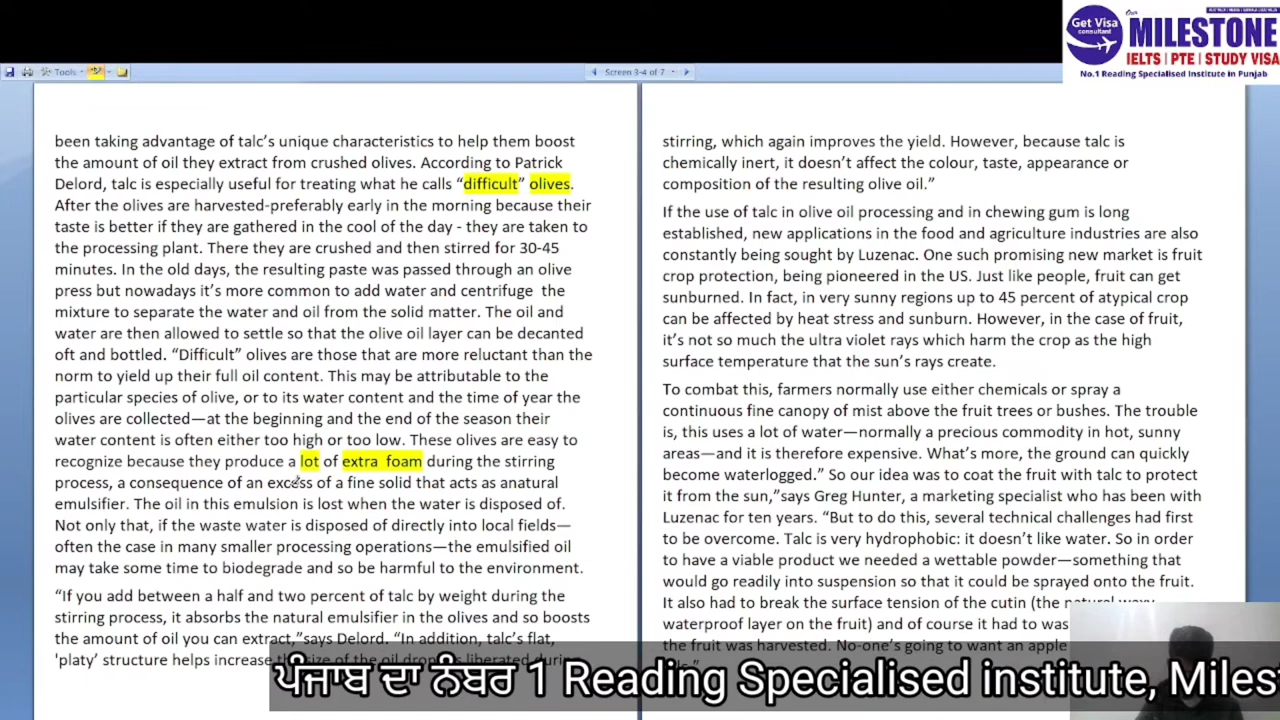 Get Visa
consultant
Our
MILESTONE
IELTS | PTE | STUDY VISA
No.1 Reading Specialised Institute in Punjab
Tools
Screen 3-4 of 7
been taking advantage of talc's unique characteristics to help them boost
the amount of oil they extract from crushed olives. According to Patrick
Delord, talc is especially useful for treating what he calls “difficult” olives.
After the olives are harvested-preferably early in the morning because their
taste is better if they are gathered in the cool of the day - they are taken to
the processing plant. There they are crushed and then stirred for 30-45
minutes. In the old days, the resulting paste was passed through an olive
press but nowadays it's more common to add water and centrifuge the
mixture to separate the water and oil from the solid matter. The oil and
water are then allowed to settle so that the olive oil layer can be decanted
oft and bottled. “Difficult” olives are those that are more reluctant than the
norm to yield up their full oil content. This may be attributable to the
particular species of olive, or to its water content and the time of year the
olives are collected—at the beginning and the end of the season their
water content is often either too high or too low. These olives are easy to
recognize because they produce a lot of extra foam during the stirring
process, a consequence of an excess of a fine solid that acts as anatural
emulsifier. The oil in this emulsion is lost when the water is disposed of.
Not only that, if the waste water is disposed of directly into local fields—
often the case in many smaller processing operations—the emulsified oil
may take some time to biodegrade and so be harmful to the environment.
“If you add between a half and two percent of talc by weight during the
stirring process, it absorbs the natural emulsifier in the olives and so boosts
the amount of oil you can extract,”says Delord. “In addition, talc's flat,
'platy' structure helps increase the size of the oil drops liberated during
stirring, which again improves the yield. However, because talc is
chemically inert, it doesn't affect the colour, taste, appearance or
composition of the resulting olive oil.”
If the use of talc in olive oil processing and in chewing gum is long
established, new applications in the food and agriculture industries are also
constantly being sought by Luzenac. One such promising new market is fruit
crop protection, being pioneered in the US. Just like people, fruit can get
sunburned. In fact, in very sunny regions up to 45 percent of atypical crop
can be affected by heat stress and sunburn. However, in the case of fruit,
it's not so much the ultra violet rays which harm the crop as the high
surface temperature that the sun's rays create.
To combat this, farmers normally use either chemicals or spray a
continuous fine canopy of mist above the fruit trees or bushes. The trouble
is, this uses a lot of water—normally a precious commodity in hot, sunny
areas—and it is therefore expensive. What's more, the ground can quickly
become waterlogged.” So our idea was to coat the fruit with talc to protect
it from the sun,”says Greg Hunter, a marketing specialist who has been with
Luzenac for ten years. “But to do this, several technical challenges had first
to be overcome. Talc is very hydrophobic: it doesn't like water. So in order
to have a viable product we needed a wettable powder—something that
would go readily into suspension so that it could be sprayed onto the fruit.
It also had to break the surface tension of the cutin (the natural waxy,
waterproof layer on the fruit) and of course it had to was
the fruit was harvested. No-one's going to want an apple
ਪੰਜਾਬ ਦਾ ਨੰਬਰ 1 Reading Specialised institute, Miles